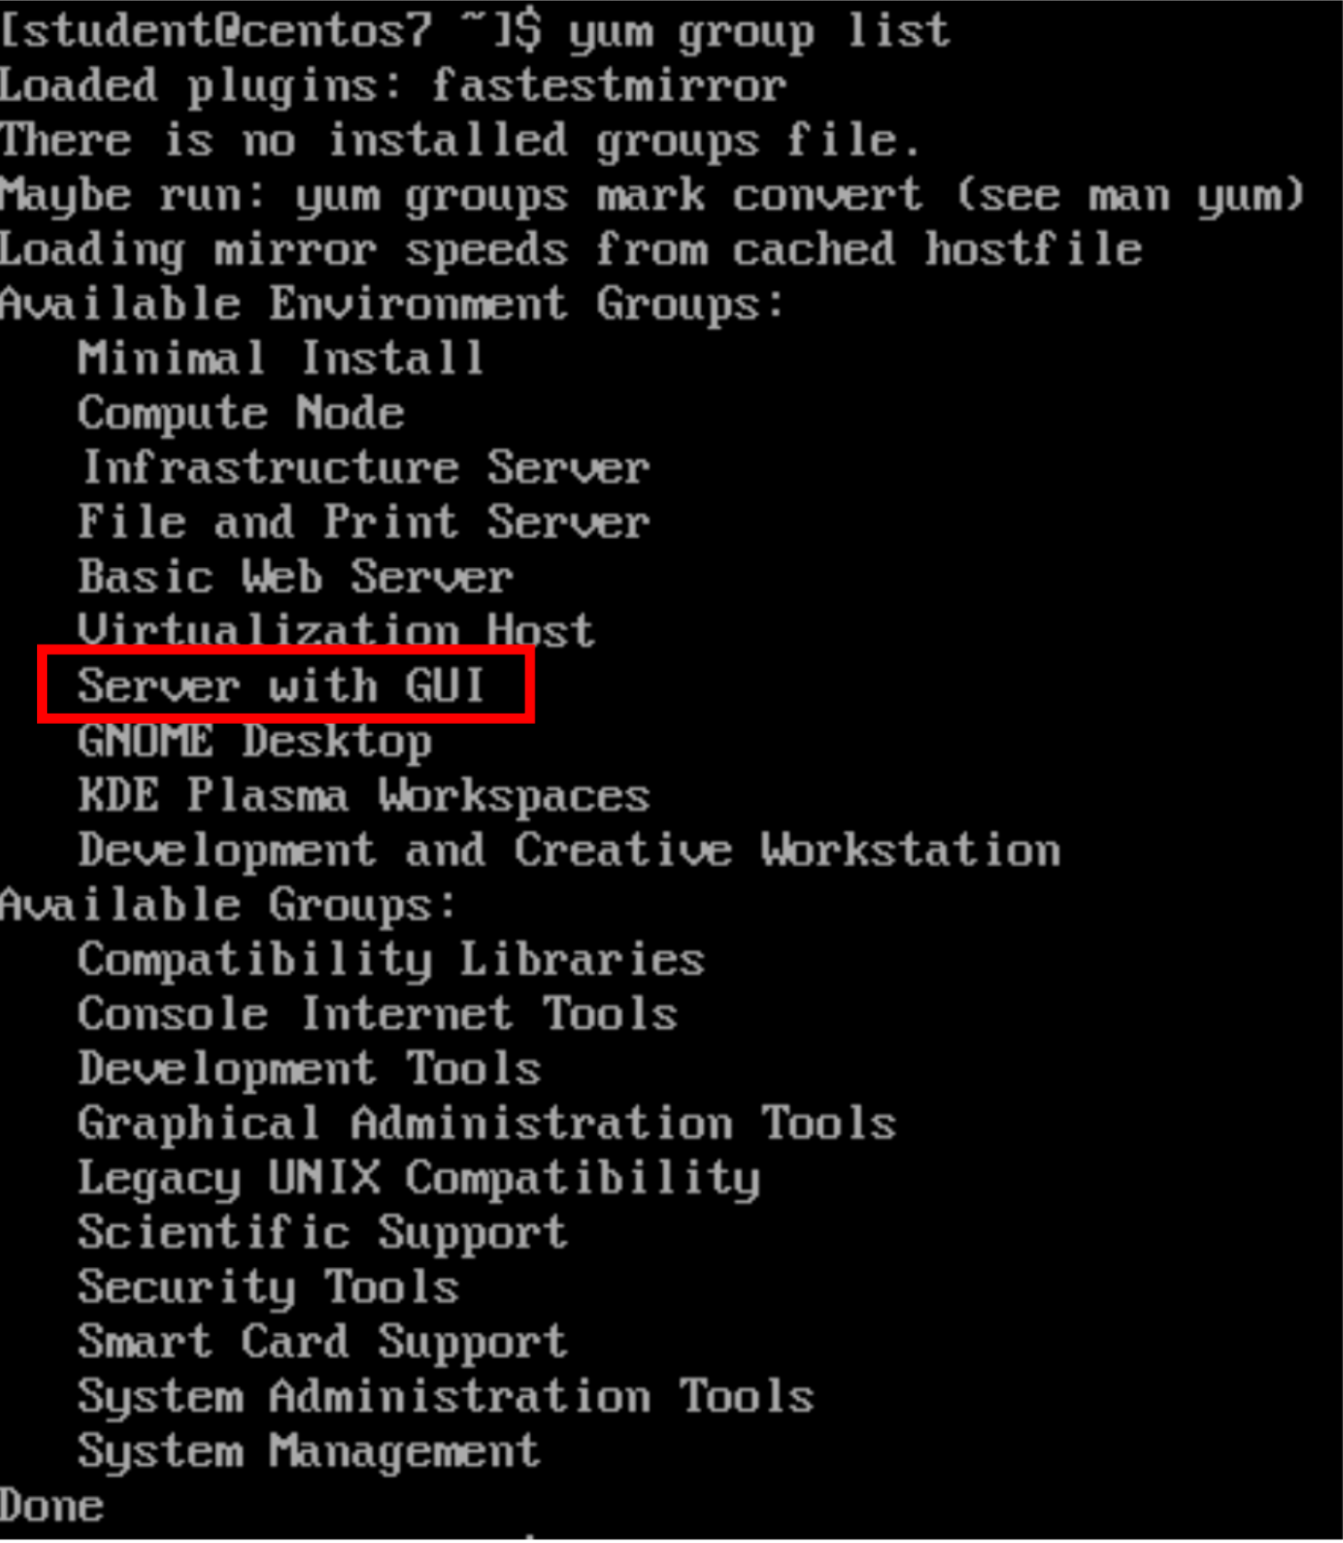 [student@centos7 ~]$ yum group list
Loaded plugins: fastestmirror
There is no installed groups file.
Maybe run: yum groups mark convert (see man yum)
Loading mirror speeds from cached hostfile
Available Environment Groups:
Minimal Install
Compute Node
Infrastructure Server
File and Print Server
Basic Web Server
Virtualization Host
Server with GUI
GNOME Desktop
KDE Plasma Workspaces
Development and Creative Workstation
Available Groups:
Compatibility Libraries
Console Internet Tools
Development Tools
Graphical Administration Tools
Legacy UNIX Compatibility
Scientific Support
Security Tools
Smart Card Support
System Administration Tools
System Management
Done